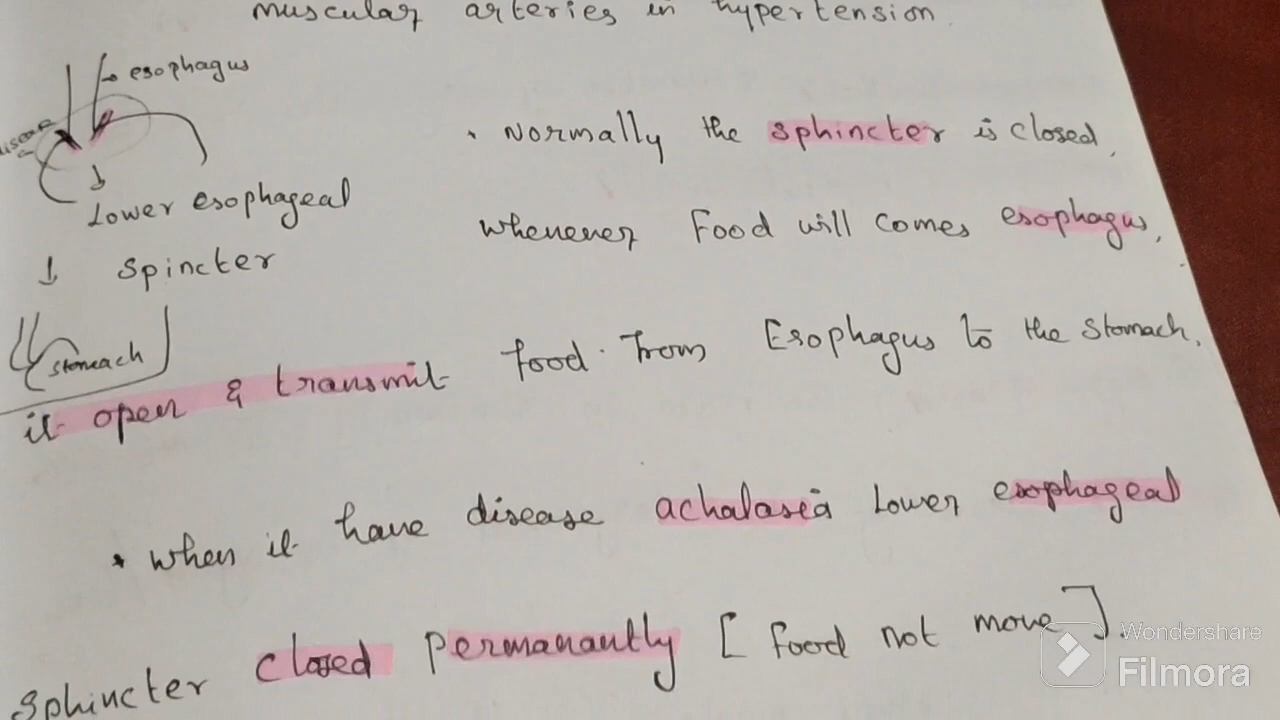 muscular arteries in hypertension
esophagus
Lower esophageal
Spincter
stomach
• Normally the sphincter is closed,
whenever Food will comes esophagus,
it open & transmit food from Esophagus to the stomach.
* when it have disease achalasia Lower esophageal
sphincter closed permanantly [ food not move ].
Wondershare
Filmora